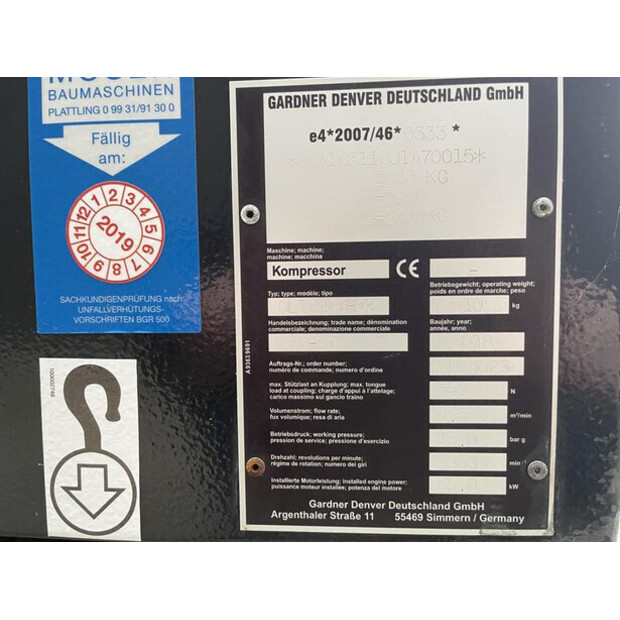 BAUMASCHINEN
PLATTLING 0 99 31/91 30 0
Fällig
am:
1 2 3 4 5 6 7 8 9 10 11 12
2019
SACHKUNDIGENPRÜFUNG nach
UNFALLVERHÜTUNGS-
VORSCHRIFTEN BGR 500
100002748
GARDNER DENVER DEUTSCHLAND GmbH
e4*2007/46*0333*
KG
KG
Maschine; machine;
machine; macchina
Kompressor
CE
-
Betriebsgewicht; operating weight;
poids en ordre de marche; peso
kg
Typ; type; modéle; tipo
Handelsbezeichnung; trade name; dénomination
commerciale; denominazione commerciale
Baujahr; year;
année, anno
Auftrags-Nr.; order number;
numéro de commande; numero d'ordine
max. Stützlast an Kupplung; max. tongue
load at coupling; charge d'appui à l'attelage;
carico massimo sul gancio traino
N
Volumenstrom; flow rate;
fux volumique; resa di aria
m³/min
Betriebsdruck; working pressure;
pression de service; pressione d'esercizio
bar g
Drehzahl; revolutions per minute;
régime de rotation; numero dei giri
min
Installierte Motorleistung; installed engine power;
puissance moteur installée; potenza del motore
kW
A93639691
Gardner Denver Deutschland GmbH
Argenthaler Straße 11 55469 Simmern / Germany